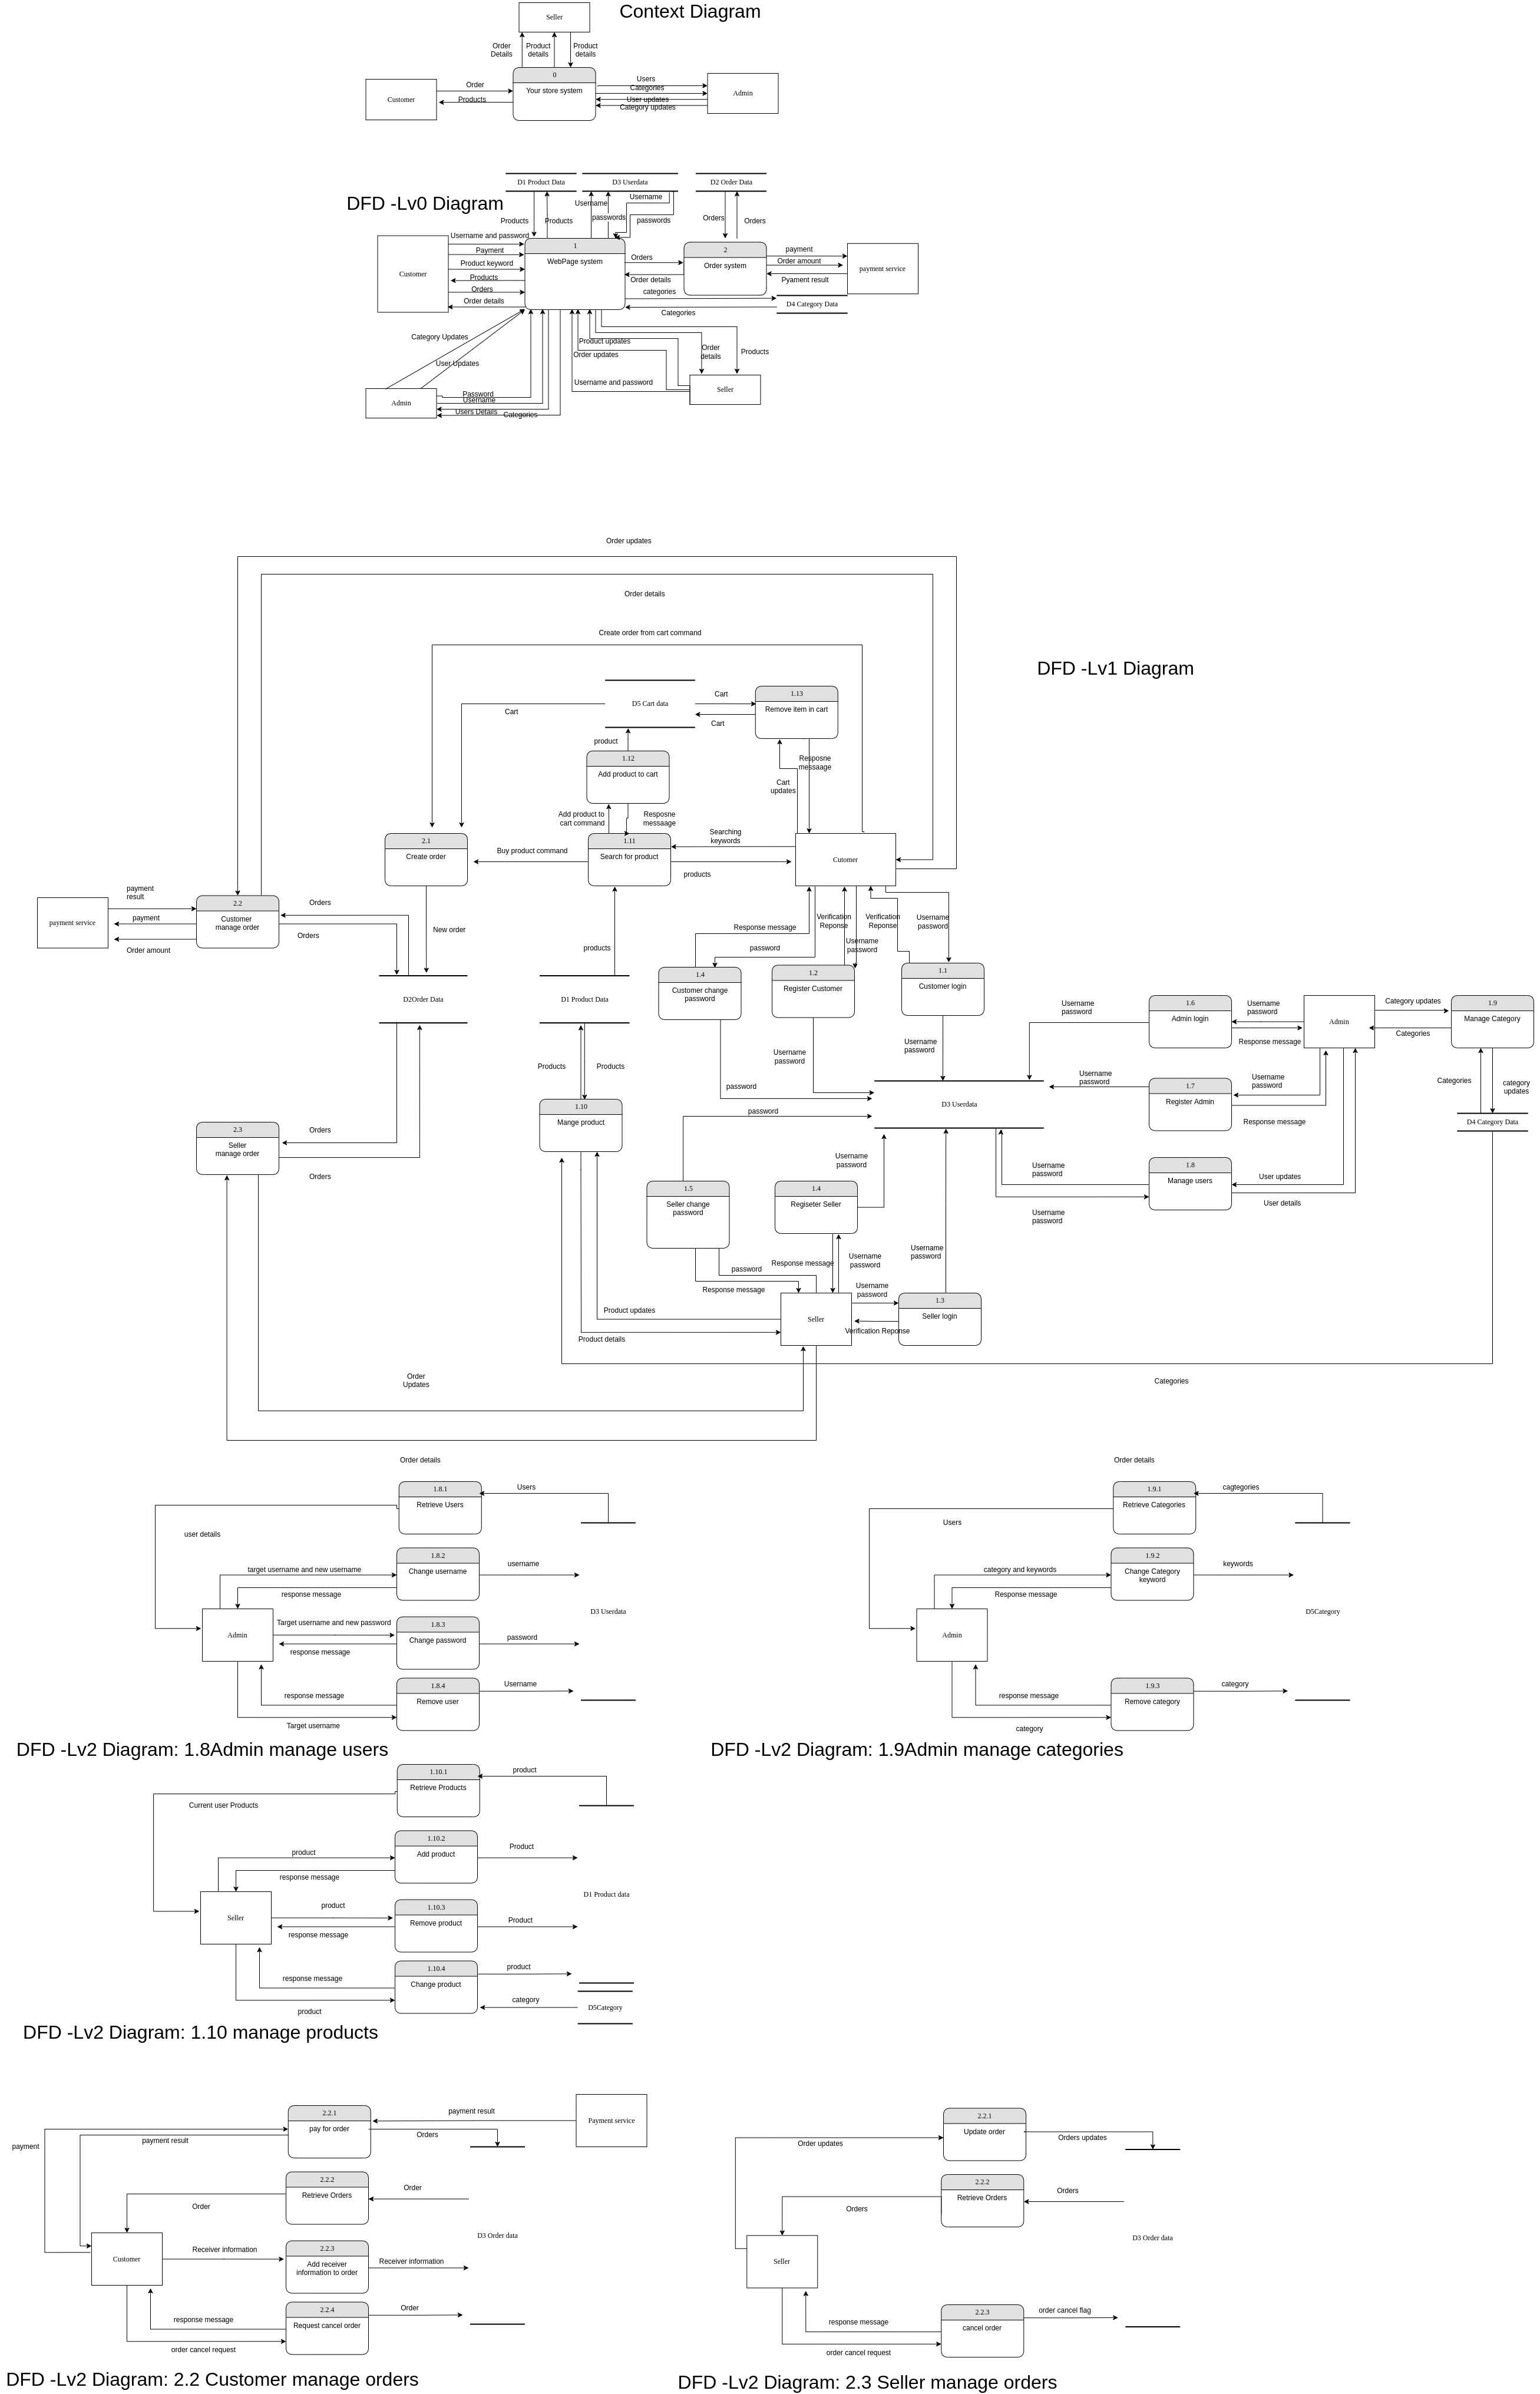 Context Diagram
Seller
Order
Details
Product
details
Product
details
0
Your store system
Customer
Order
Products
Users
Categories
User updates
Category updates
Admin
DFD -Lv0 Diagram
D1 Product Data
D3 Userdata
D2 Order Data
Products
Products
Username
passwords
Username
passwords
Orders
Orders
Customer
Username and password
Payment
Product keyword
Products
Orders
Order details
1
WebPage system
Orders
Order details
2
Order system
payment
Order amount
Pyament result
payment service
categories
Categories
D4 Category Data
Category Updates
User Updates
Product updates
Order updates
Order
details
Products
Username and password
Seller
Admin
Password
Username
Users Details
Categories
Order updates
Order details
Create order from cart command
DFD -Lv1 Diagram
D5 Cart data
Cart
Cart
Cart
1.13
Remove item in cart
product
1.12
Add product to cart
Resposne
messaage
Cart
updates
Add product to
cart command
Resposne
messaage
2.1
Create order
Buy product command
1.11
Search for product
Searching
keywords
products
Cutomer
payment service
payment
result
payment
Order amount
2.2
Customer
manage order
Orders
Orders
New order
products
Response message
password
Verification
Reponse
Username
password
Verification
Reponse
Username
password
D2Order Data
D1 Product Data
1.4
Customer change
password
1.2
Register Customer
1.1
Customer login
Username
password
1.6
Admin login
Username
password
Response message
Admin
Category updates
Categories
1.9
Manage Category
Products
Products
Username
password
Username
password
password
D3 Userdata
Username
password
1.7
Register Admin
Username
password
Response message
Categories
category
updates
D4 Category Data
1.10
Mange product
password
2.3
Seller
manage order
Orders
Orders
Username
password
Username
password
Username
password
1.8
Manage users
User updates
User details
1.5
Seller change
password
1.4
Regiseter Seller
Username
password
Response message
Username
password
password
Response message
Username
password
1.3
Seller login
Verification Reponse
Seller
Product updates
Product details
Order
Updates
Categories
Order details
Order details
1.8.1
Retrieve Users
Users
user details
1.8.2
Change username
target username and new username
response message
username
Admin
Target username and new password
response message
1.8.3
Change password
password
D3 Userdata
1.8.4
Remove user
response message
Target username
Username
DFD -Lv2 Diagram: 1.8Admin manage users
1.9.1
Retrieve Categories
cagtegories
Users
1.9.2
Change Category
keyword
category and keywords
Response message
keywords
Admin
D5Category
1.9.3
Remove category
response message
category
category
DFD -Lv2 Diagram: 1.9Admin manage categories
1.10.1
Retrieve Products
product
Current user Products
1.10.2
Add product
product
response message
Product
Seller
product
response message
1.10.3
Remove product
Product
D1 Product data
1.10.4
Change product
response message
product
product
category
D5Category
DFD -Lv2 Diagram: 1.10 manage products
2.2.1
pay for order
payment result
Payment service
Orders
payment
payment result
2.2.2
Retrieve Orders
Order
Order
D3 Order data
Customer
Receiver information
2.2.3
Add receiver
information to order
Receiver information
2.2.4
Request cancel order
Order
response message
order cancel request
DFD -Lv2 Diagram: 2.2 Customer manage orders
2.2.1
Update order
Order updates
Orders updates
2.2.2
Retrieve Orders
Orders
Orders
D3 Order data
Seller
2.2.3
cancel order
order cancel flag
response message
order cancel request
DFD -Lv2 Diagram: 2.3 Seller manage orders